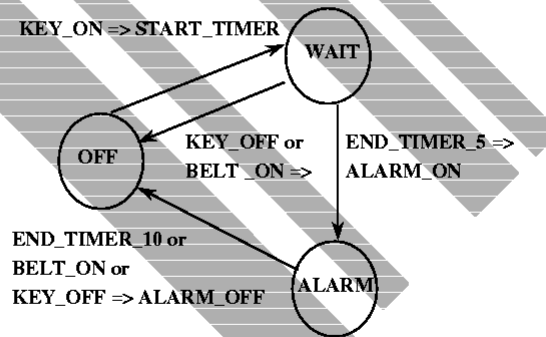 KEY_ON => START_TIMER
WAIT
OFF
KEY_OFF or
BELT _ON =>
END_TIMER_5 =>
ALARM_ON
END_TIMER_10 or
BELT_ON or
KEY_OFF => ALARM_OFF
ALARM